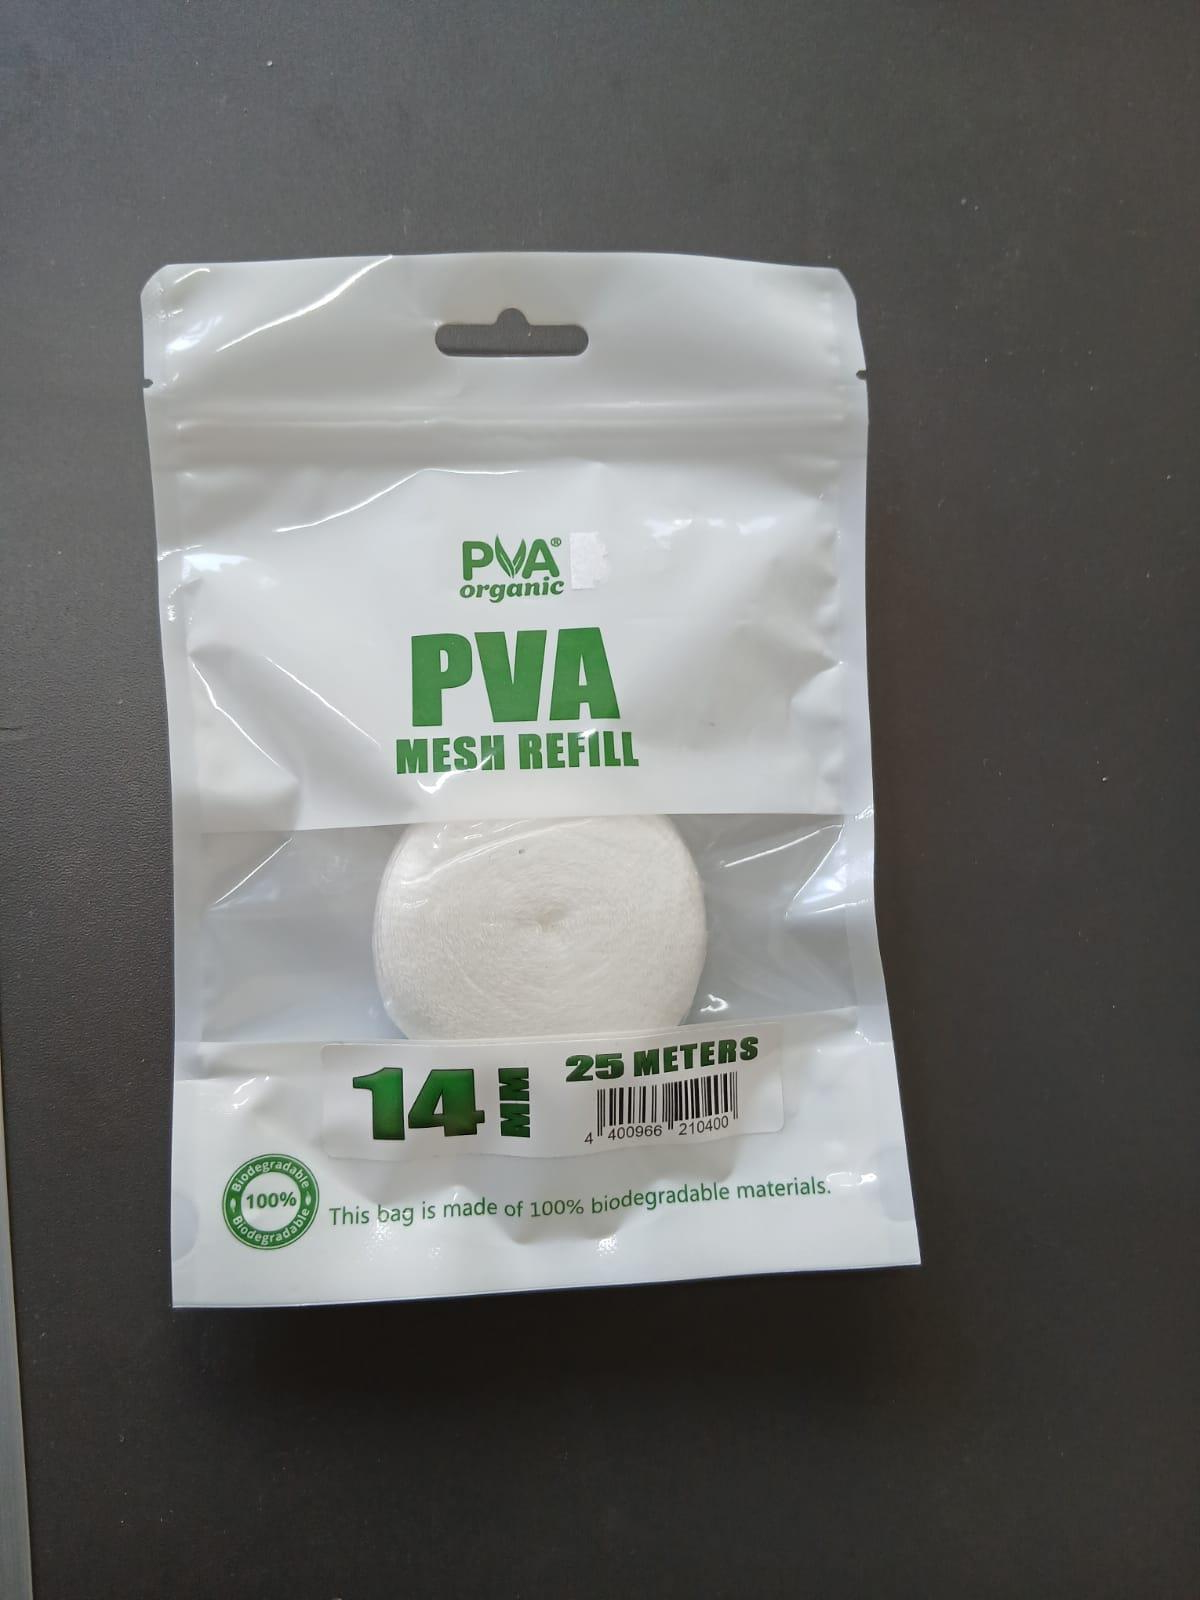 PVA®
organic
PVA
MESH REFILL
14 MM
25 METERS
4 400966 210400
Biodegradable
100%
Biodegradable
This bag is made of 100% biodegradable materials.